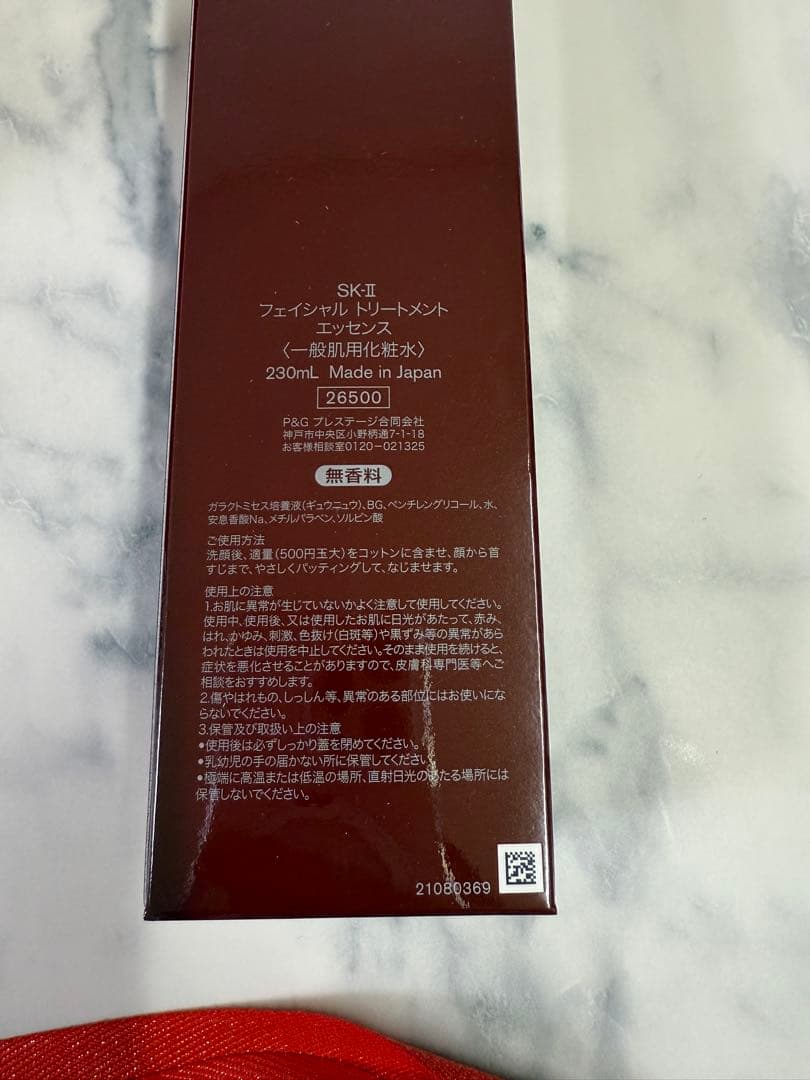 SK-II
フェイシャル トリートメント
エッセンス
〈一般肌用化粧水〉
230mL Made in Japan
26500
P&G プレステージ合同会社
神戸市中央区小野柄通7-1-18
お客様相談室0120-021325
無香料
ガラクトミセス培養液(ギュウニュウ)、BG、ペンチレングリコール、水、
安息香酸Na、メチルパラベン、ソルビン酸
ご使用方法
洗顔後、適量(500円玉大)をコットンに含ませ、顔から首
すじまで、やさしくパッティングして、なじませます。
使用上の注意
1.お肌に異常が生じていないかよく注意して使用してください。
使用中、使用後、又は使用したお肌に日光があたって、赤み、
はれ、かゆみ、刺激、色抜け(白斑等)や黒ずみ等の異常があら
われたときは使用を中止してください。そのまま使用を続けると、
症状を悪化させることがありますので、皮膚科専門医等へご
相談をおすすめします。
2.傷やはれもの、しっしん等、異常のある部位にはお使いにな
らないでください。
3.保管及び取扱い上の注意
●使用後は必ずしっかり蓋を閉めてください。
●乳幼児の手の届かない所に保管してください。
●極端に高温または低温の場所、直射日光のあたる場所には
保管しないでください。
21080369